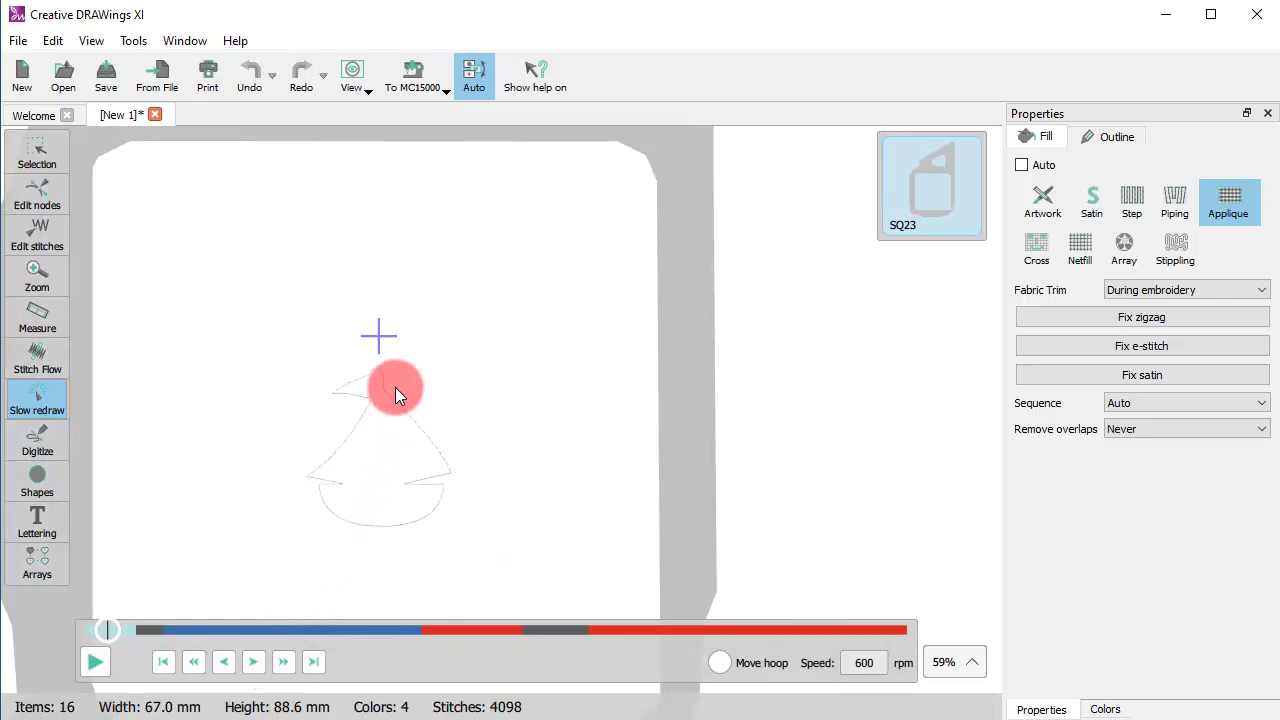 Creative DRAWings XI
File Edit View Tools Window Help
New Open Save From File Print Undo Redo View To MC15000 Auto Show help on
Welcome [New 1]*
Properties
Fill Outline
Auto
Selection
Edit nodes
Edit stitches
Zoom
Measure
Stitch Flow
Slow redraw
Digitize
Shapes
Lettering
Arrays
SQ23
Artwork Satin Step Piping Applique
Cross Netfill Array Stippling
Fabric Trim During embroidery
Fix zigzag
Fix e-stitch
Fix satin
Sequence Auto
Remove overlaps Never
Move hoop Speed: 600 rpm 59%
Items: 16 Width: 67.0 mm Height: 88.6 mm Colors: 4 Stitches: 4098
Properties Colors